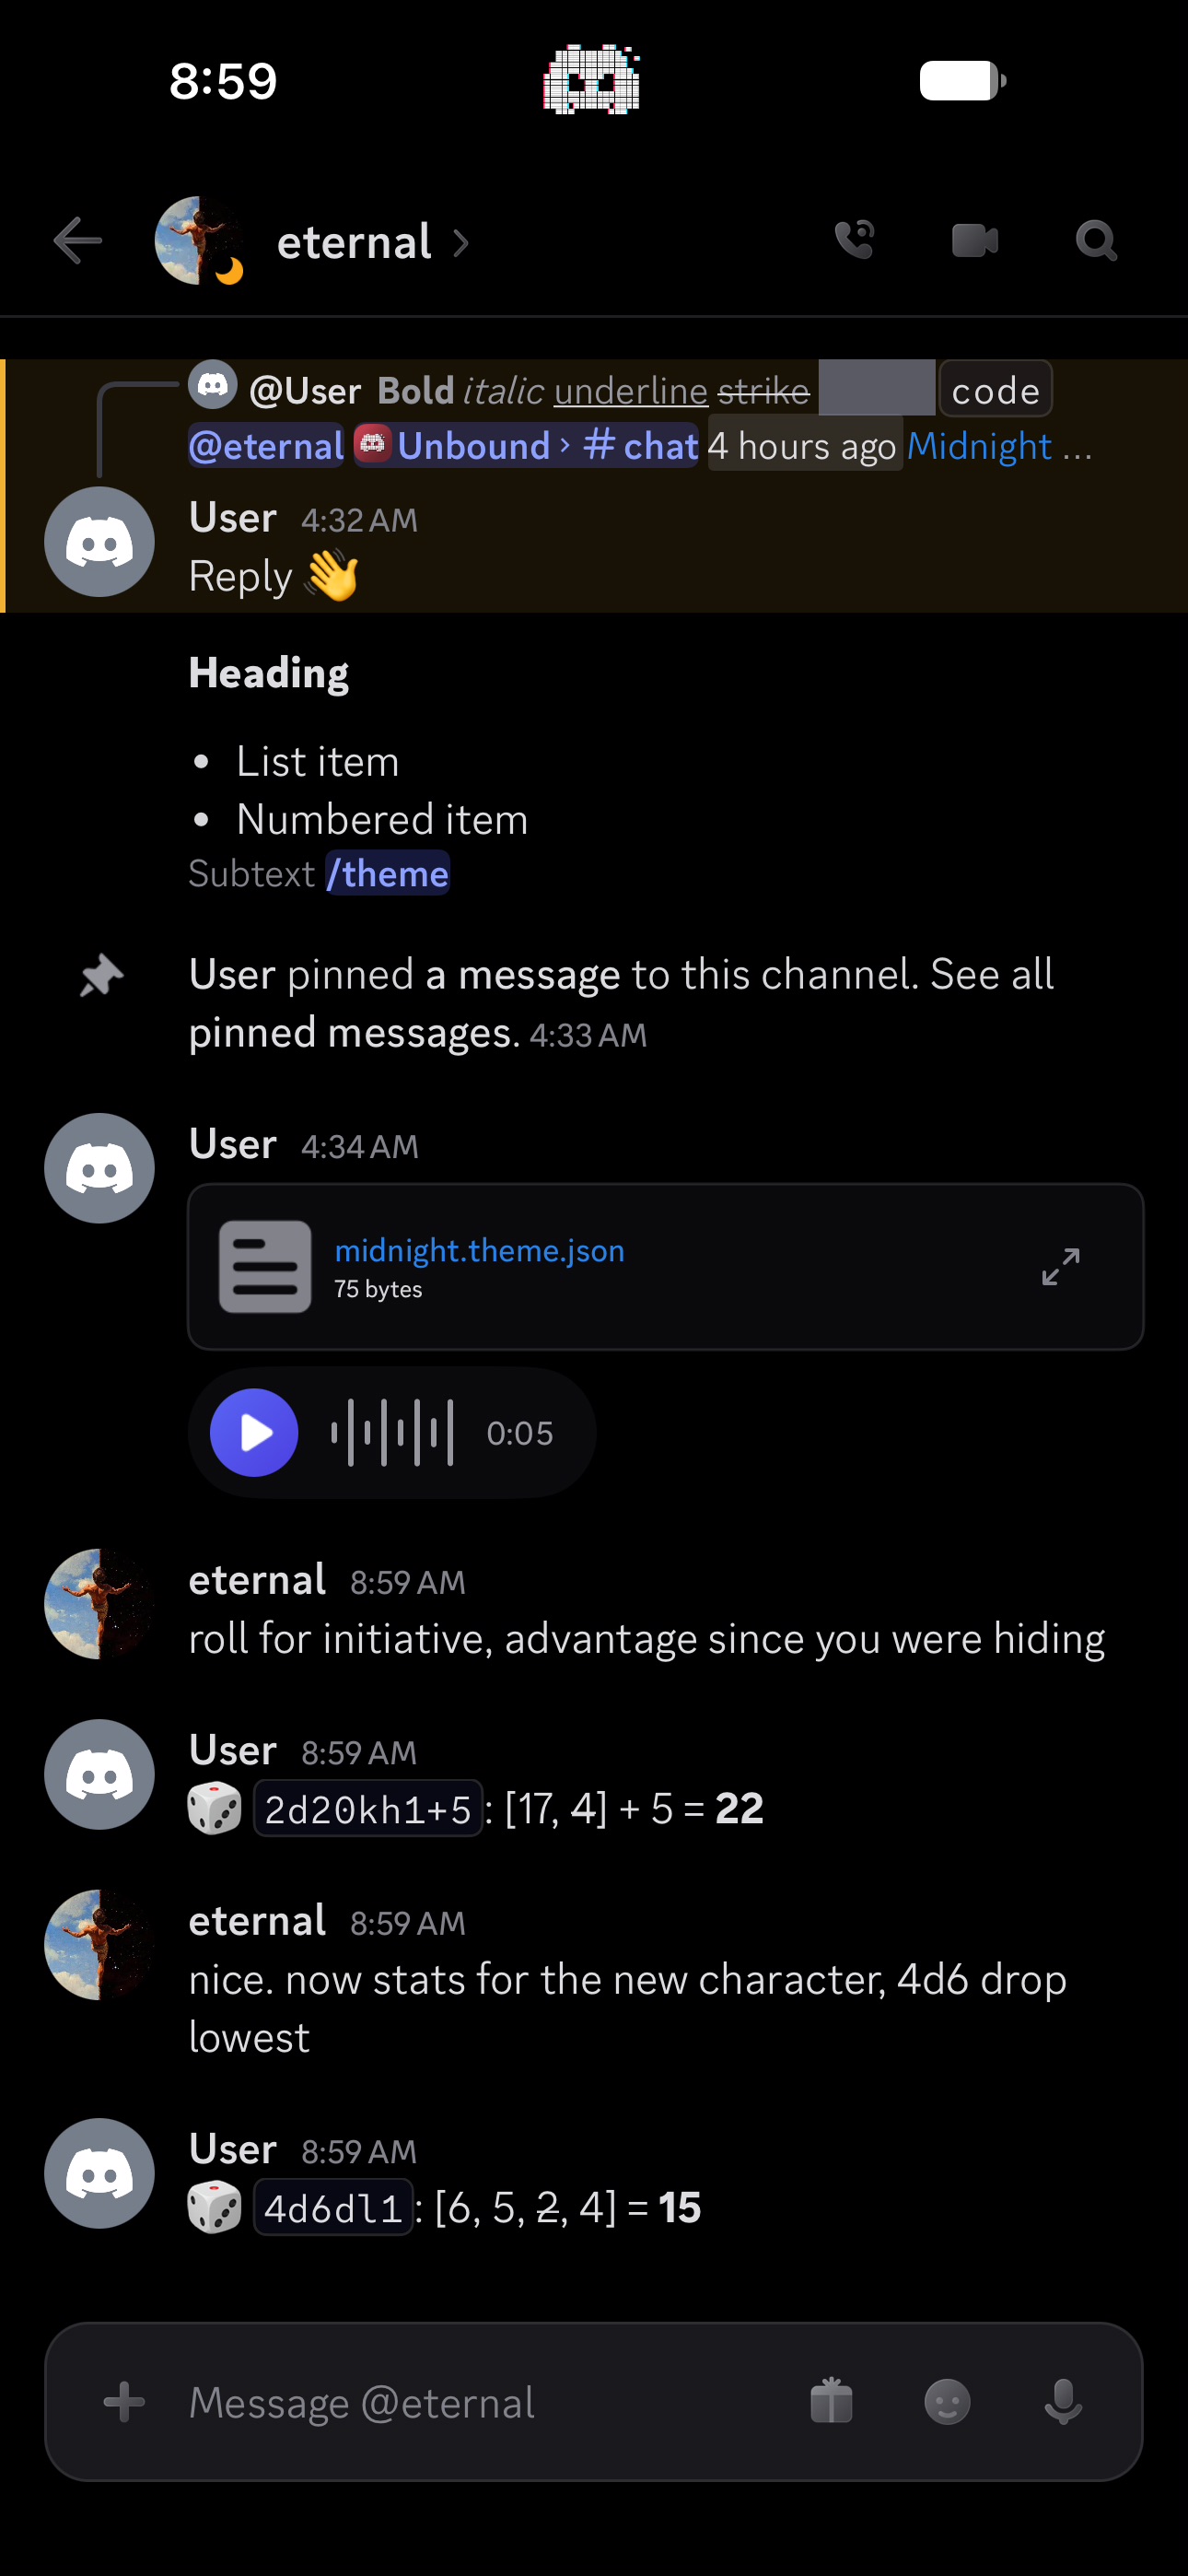 8:59
eternal
@User Bold italic underline strike code
@eternal Unbound › # chat 4 hours ago Midnight ...
User 4:32 AM
Reply 👋
Heading
• List item
• Numbered item
Subtext /theme
User pinned a message to this channel. See all
pinned messages. 4:33 AM
User 4:34 AM
midnight.theme.json
75 bytes
0:05
eternal 8:59 AM
roll for initiative, advantage since you were hiding
User 8:59 AM
🎲 2d20kh1+5: [17, 4] + 5 = 22
eternal 8:59 AM
nice. now stats for the new character, 4d6 drop
lowest
User 8:59 AM
🎲 4d6dl1: [6, 5, 2, 4] = 15
Message @eternal